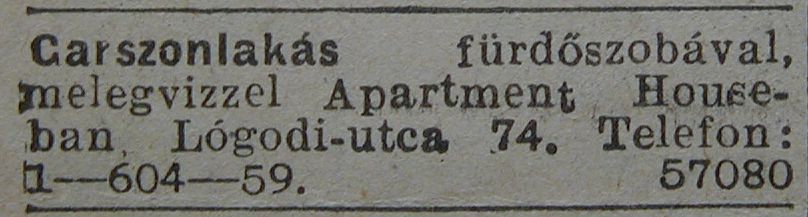 Garszonlakás fürdőszobával,
melegvizzel Apartment House-
ban, Lógodi-utca 74. Telefon:
1—604—59. 57080